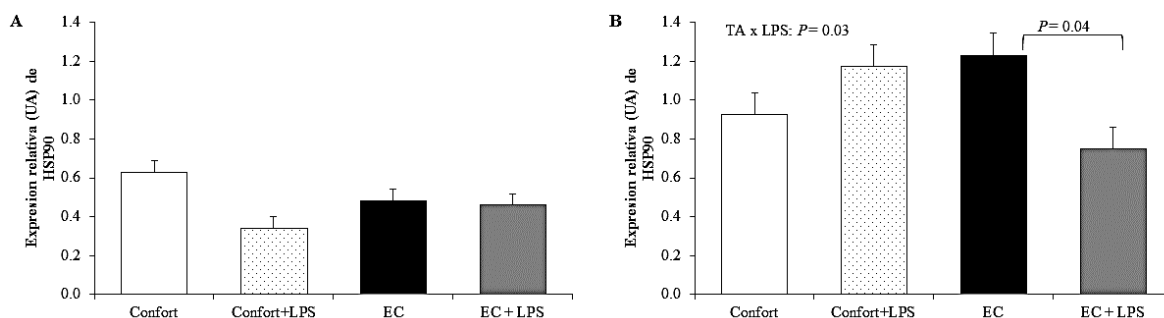 A
Expresion relativa (UA) de
HSP90
1.4
1.2
1.0
0.8
0.6
0.4
0.2
0.0
Confort
Confort+LPS
EC
EC + LPS
B
Expresion relativa (UA) de
HSP90
1.4
1.2
1.0
0.8
0.6
0.4
0.2
0.0
TA x LPS: P= 0.03
P= 0.04
Confort
Confort+LPS
EC
EC + LPS